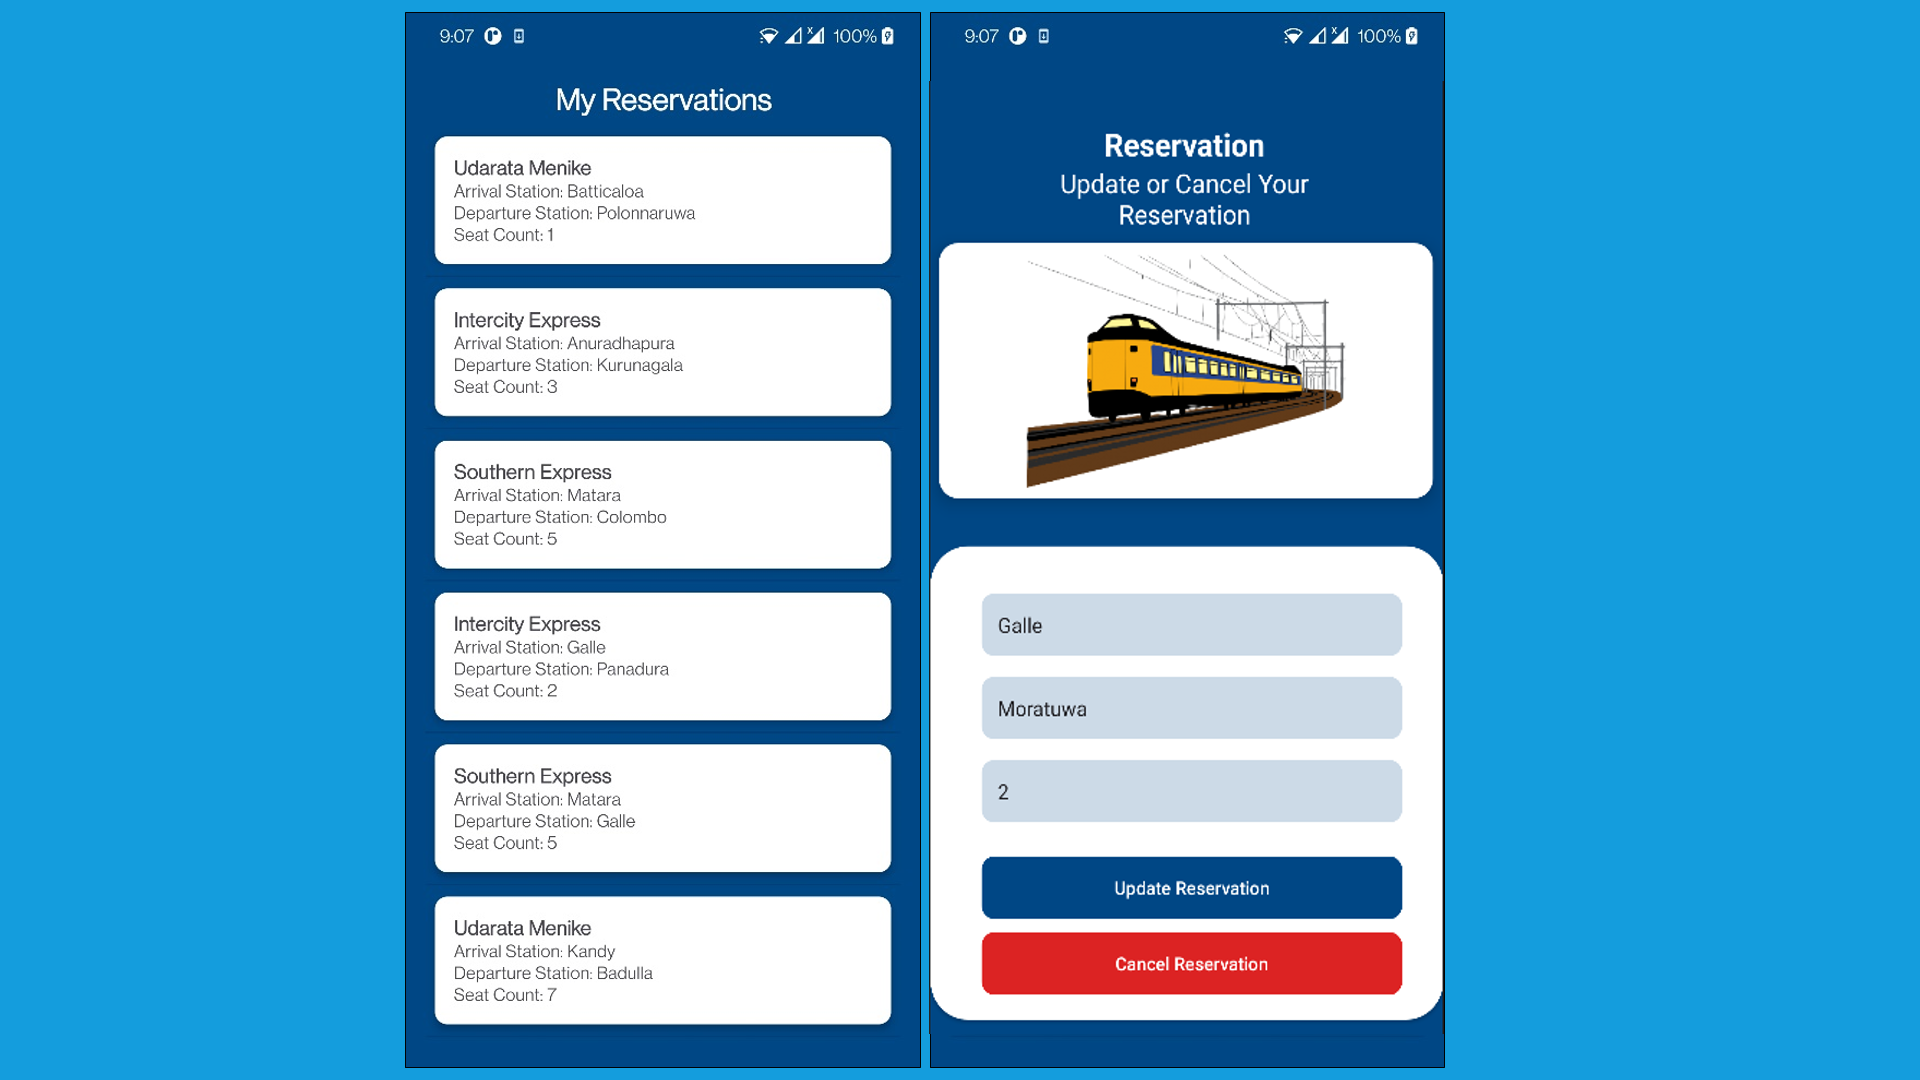 9:07
100%
My Reservations
Udarata Menike
Arrival Station: Batticaloa
Departure Station: Polonnaruwa
Seat Count: 1
Intercity Express
Arrival Station: Anuradhapura
Departure Station: Kurunagala
Seat Count: 3
Southern Express
Arrival Station: Matara
Departure Station: Colombo
Seat Count: 5
Intercity Express
Arrival Station: Galle
Departure Station: Panadura
Seat Count: 2
Southern Express
Arrival Station: Matara
Departure Station: Galle
Seat Count: 5
Udarata Menike
Arrival Station: Kandy
Departure Station: Badulla
Seat Count: 7
9:07
100%
Reservation
Update or Cancel Your
Reservation
Galle
Moratuwa
2
Update Reservation
Cancel Reservation